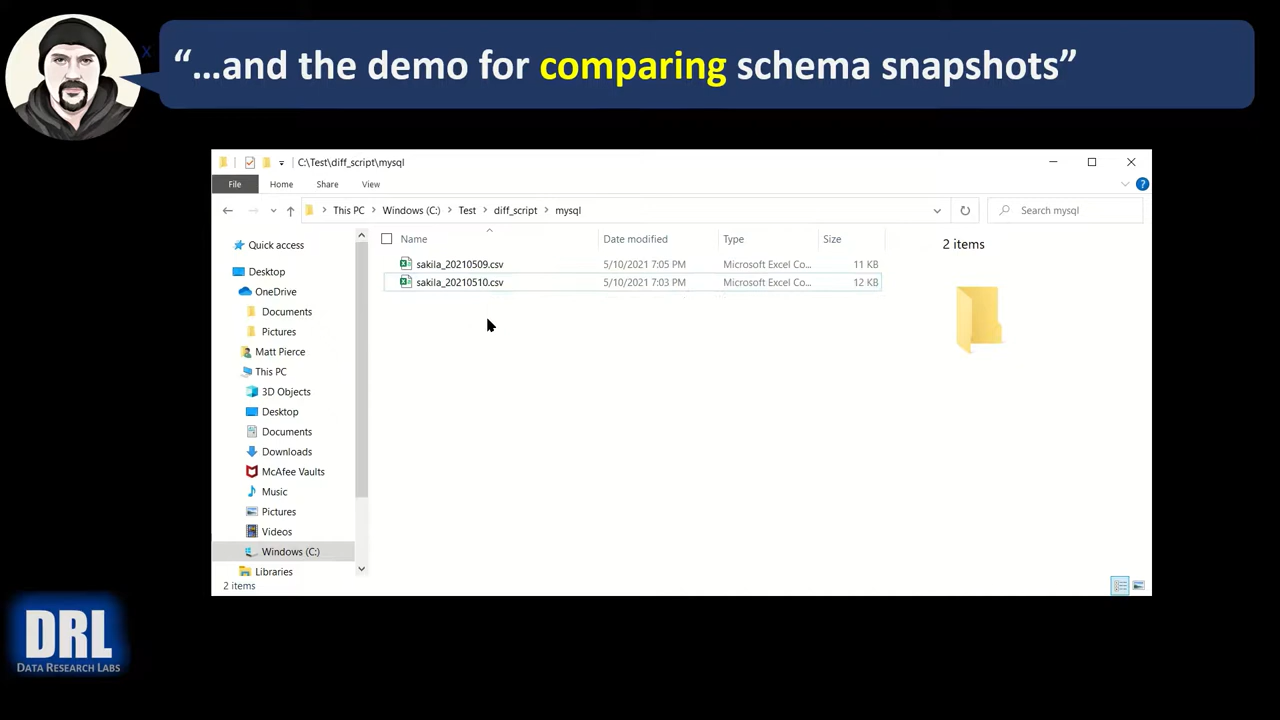 x
“…and the demo for comparing schema snapshots”
C:\Test\diff_script\mysql
File Home Share View
This PC Windows (C:) Test diff_script mysql
Search mysql
Name Date modified Type Size
sakila_20210509.csv 5/10/2021 7:05 PM Microsoft Excel Co... 11 KB
sakila_20210510.csv 5/10/2021 7:03 PM Microsoft Excel Co... 12 KB
2 items
Quick access
Desktop
OneDrive
Documents
Pictures
Matt Pierce
This PC
3D Objects
Desktop
Documents
Downloads
McAfee Vaults
Music
Pictures
Videos
Windows (C:)
Libraries
2 items
DRL
DATA RESEARCH LABS